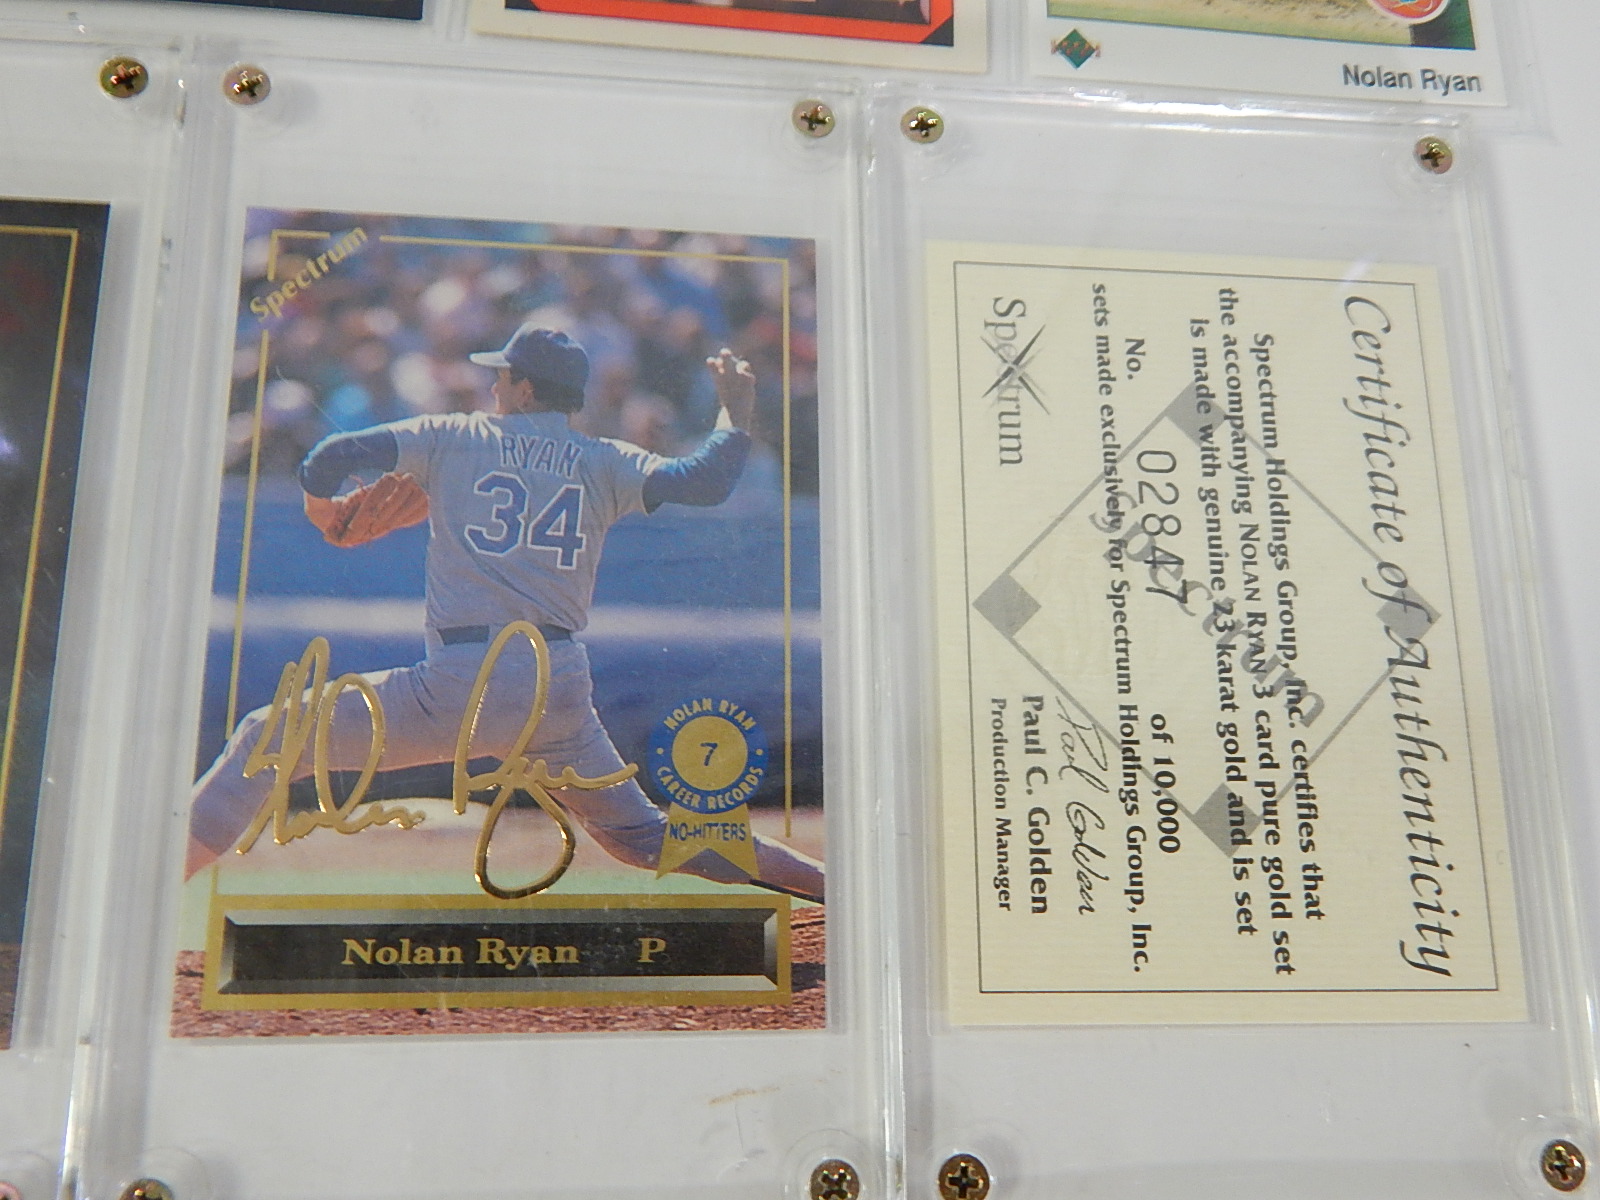 Nolan Ryan
Spectrum
RYAN
34
NOLAN RYAN
7
CAREER RECORDS
NO-HITTERS
Nolan Ryan P
Certificate of Authenticity
Spectrum Holdings Group, Inc. certifies that
the accompanying NOLAN RYAN 3 card pure gold set
is made with genuine 23 karat gold and is set
No. 02847 of 10,000
sets made exclusively for Spectrum Holdings Group, Inc.
Spectrum
Paul Golden
Paul C. Golden
Production Manager
Spectrum